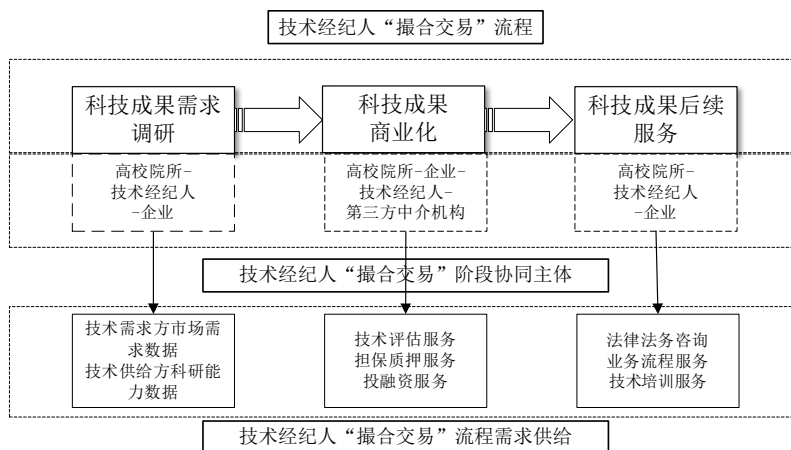 技术经纪人“撮合交易”流程
科技成果需求
调研
科技成果
商业化
科技成果后续
服务
高校院所-
技术经纪人
-企业
高校院所-企业-
技术经纪人-
第三方中介机构
高校院所-
技术经纪人
-企业
技术经纪人“撮合交易”阶段协同主体
技术需求方市场需
求数据
技术供给方科研能
力数据
技术评估服务
担保质押服务
投融资服务
法律法务咨询
业务流程服务
技术培训服务
技术经纪人“撮合交易”流程需求供给